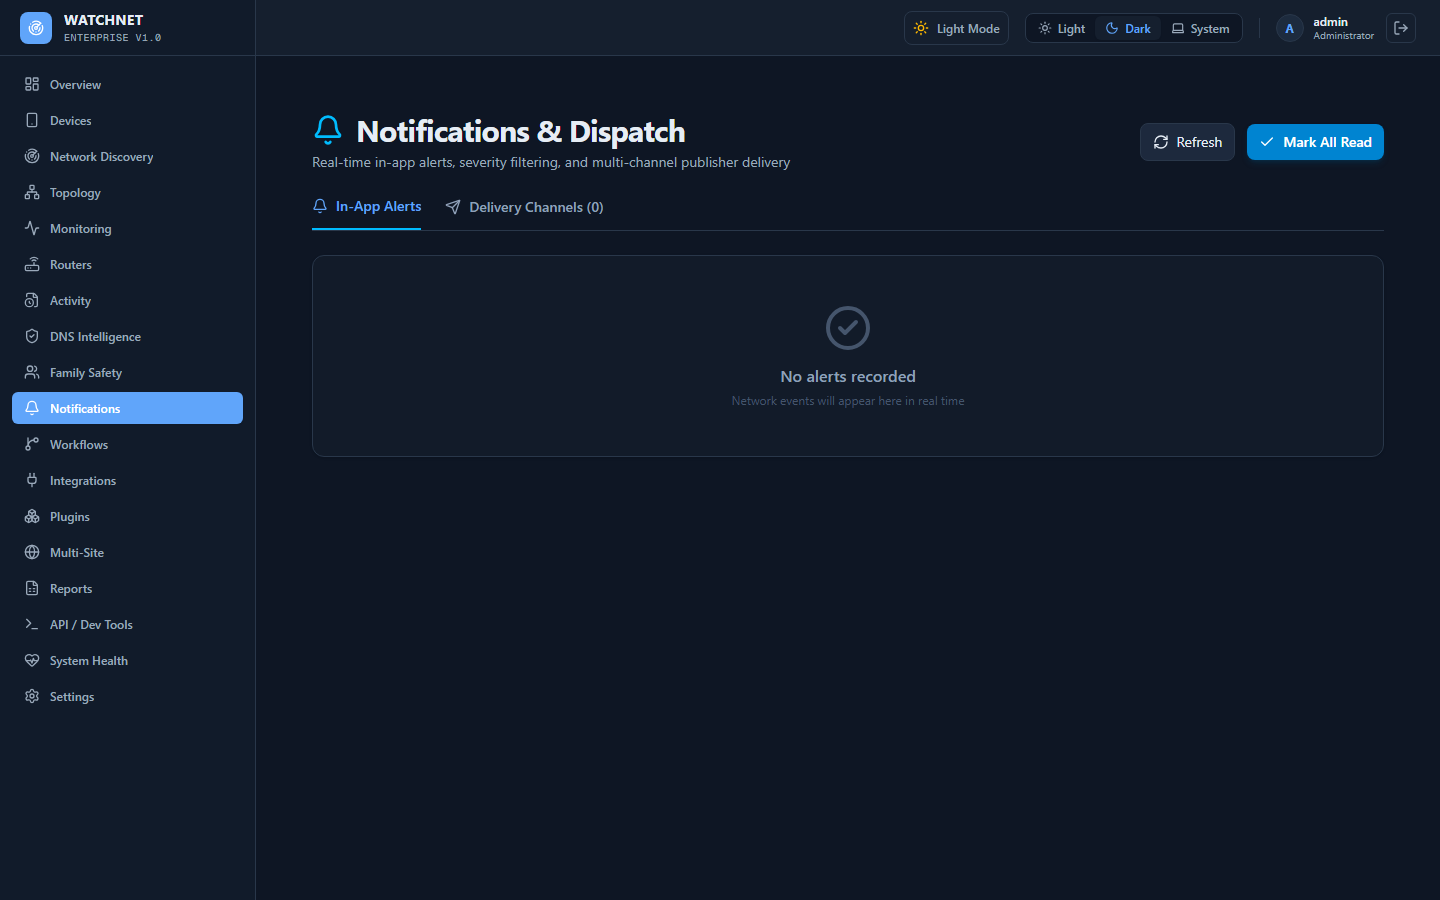 WATCHNET
ENTERPRISE V1.0
Light Mode
Light
Dark
System
A
admin
Administrator
Overview
Devices
Network Discovery
Topology
Monitoring
Routers
Activity
DNS Intelligence
Family Safety
Notifications
Workflows
Integrations
Plugins
Multi-Site
Reports
API / Dev Tools
System Health
Settings
Notifications & Dispatch
Real-time in-app alerts, severity filtering, and multi-channel publisher delivery
Refresh
Mark All Read
In-App Alerts
Delivery Channels (0)
No alerts recorded
Network events will appear here in real time